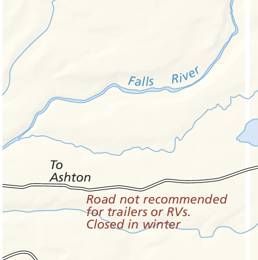 Falls River
To
Ashton
Road not recommended
for trailers or RVs.
Closed in winter